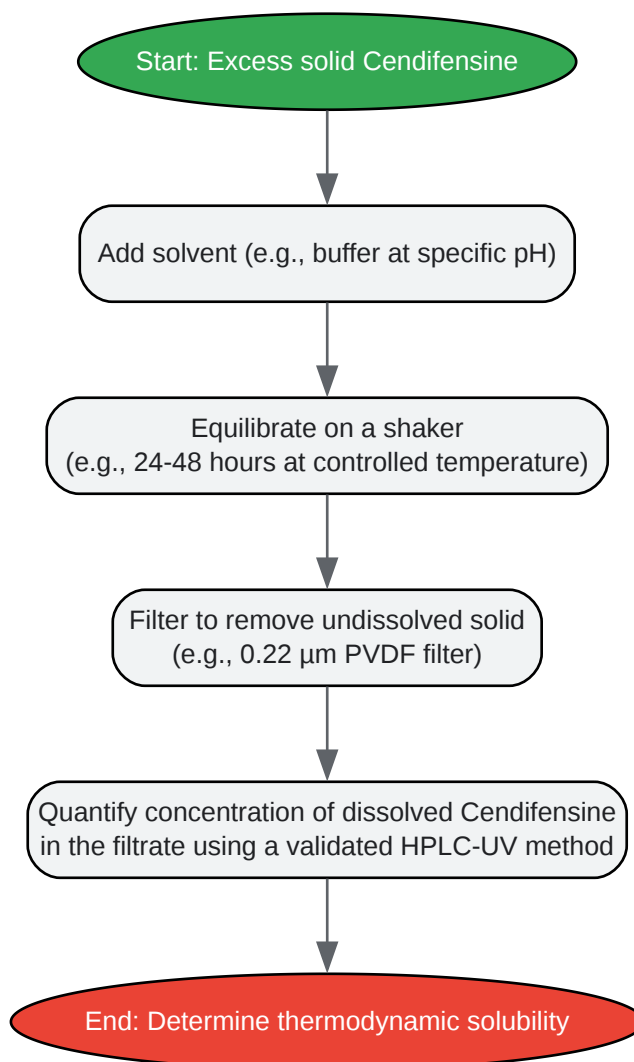 Start: Excess solid Cendifensine
Add solvent (e.g., buffer at specific pH)
Equilibrate on a shaker
(e.g., 24-48 hours at controlled temperature)
Filter to remove undissolved solid
(e.g., 0.22 µm PVDF filter)
Quantify concentration of dissolved Cendifensine
in the filtrate using a validated HPLC-UV method
End: Determine thermodynamic solubility